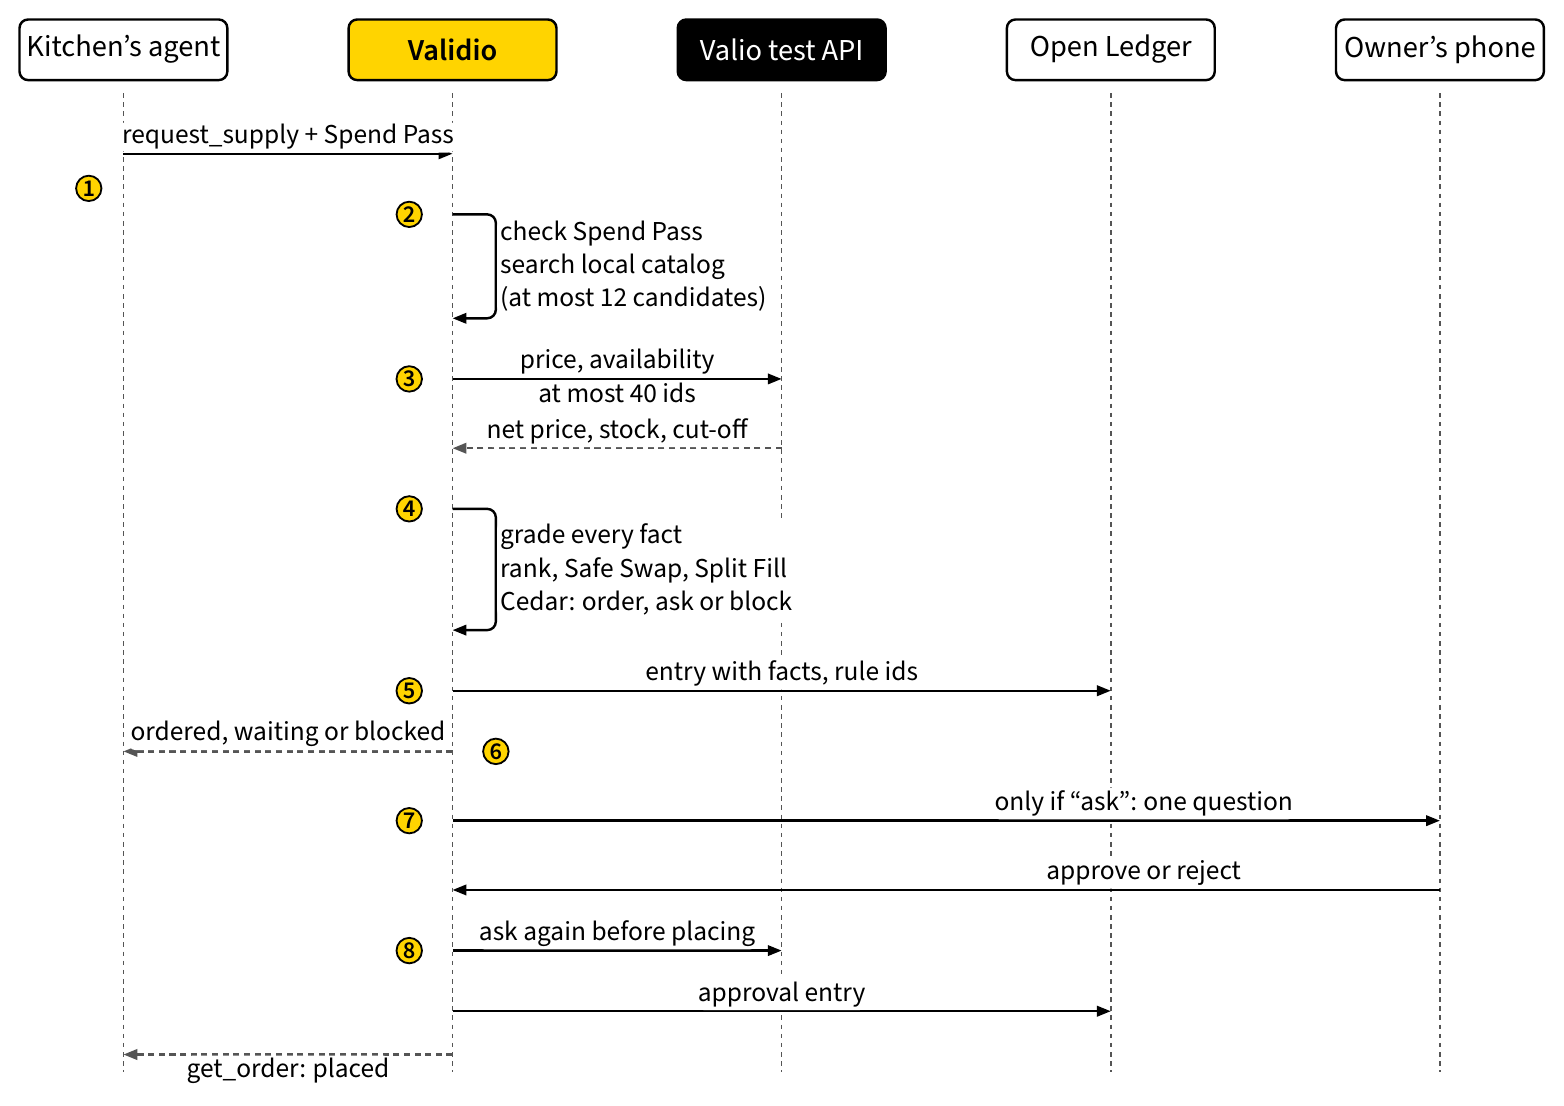 Kitchen’s agent
Validio
Valio test API
Open Ledger
Owner’s phone
request_supply + Spend Pass
1
2
check Spend Pass
search local catalog
(at most 12 candidates)
3
price, availability
at most 40 ids
net price, stock, cut-off
4
grade every fact
rank, Safe Swap, Split Fill
Cedar: order, ask or block
5
entry with facts, rule ids
ordered, waiting or blocked
6
7
only if “ask”: one question
approve or reject
8
ask again before placing
approval entry
get_order: placed